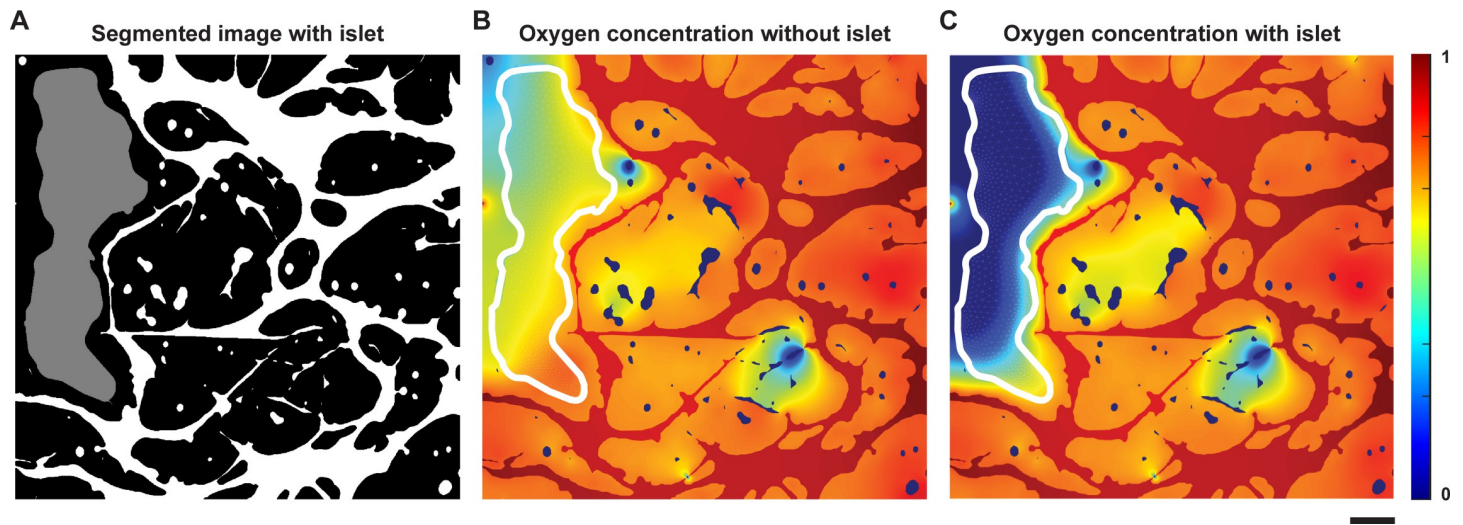 A
Segmented image with islet
B
Oxygen concentration without islet
C
Oxygen concentration with islet
1
0